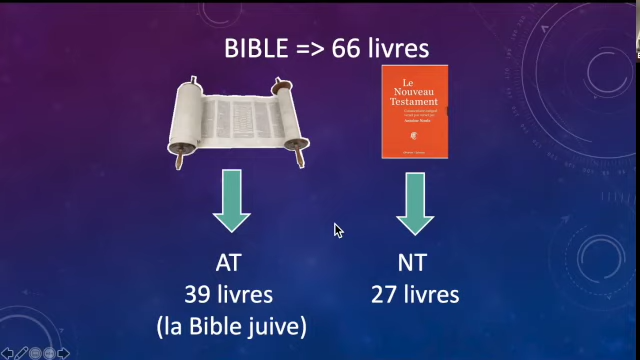 BIBLE => 66 livres
Le
Nouveau
Testament
AT
39 livres
(la Bible juive)
NT
27 livres